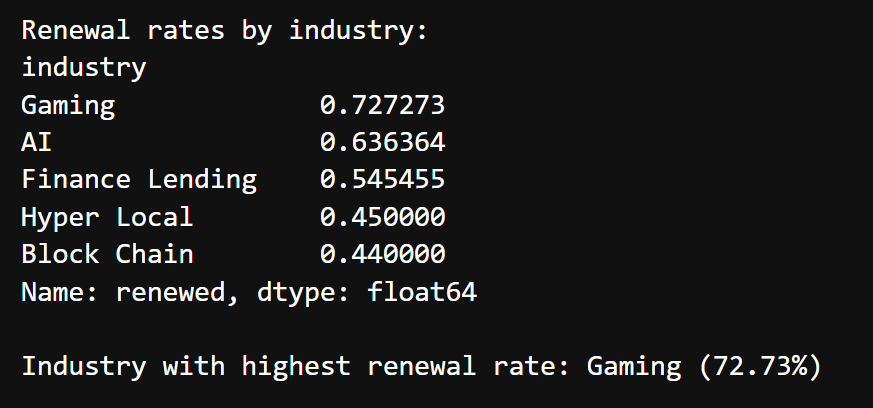 Renewal rates by industry:
industry
Gaming             0.727273
AI                 0.636364
Finance Lending    0.545455
Hyper Local        0.450000
Block Chain        0.440000
Name: renewed, dtype: float64

Industry with highest renewal rate: Gaming (72.73%)